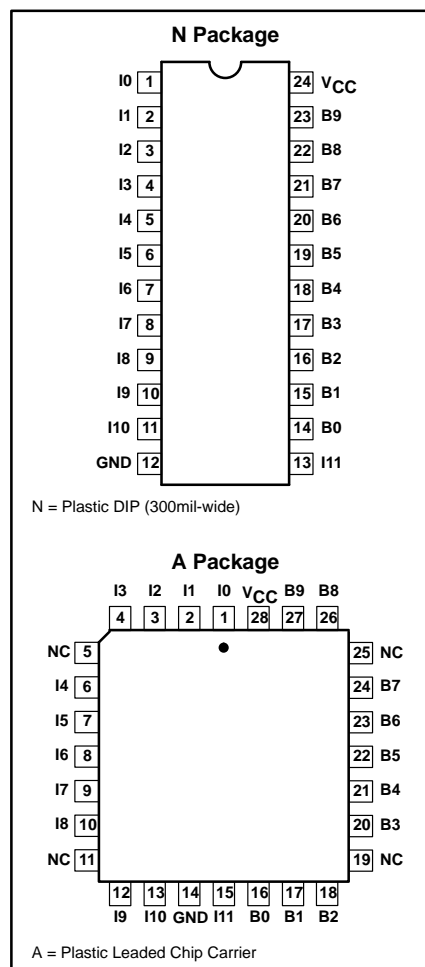 N Package
I0 1 24 VCC
I1 2 23 B9
I2 3 22 B8
I3 4 21 B7
I4 5 20 B6
I5 6 19 B5
I6 7 18 B4
I7 8 17 B3
I8 9 16 B2
I9 10 15 B1
I10 11 14 B0
GND 12 13 I11
N = Plastic DIP (300mil-wide)
A Package
I3 I2 I1 I0 VCC B9 B8
4 3 2 1 28 27 26
NC 5 25 NC
I4 6 24 B7
I5 7 23 B6
I6 8 22 B5
I7 9 21 B4
I8 10 20 B3
NC 11 19 NC
12 13 14 15 16 17 18
I9 I10 GND I11 B0 B1 B2
A = Plastic Leaded Chip Carrier